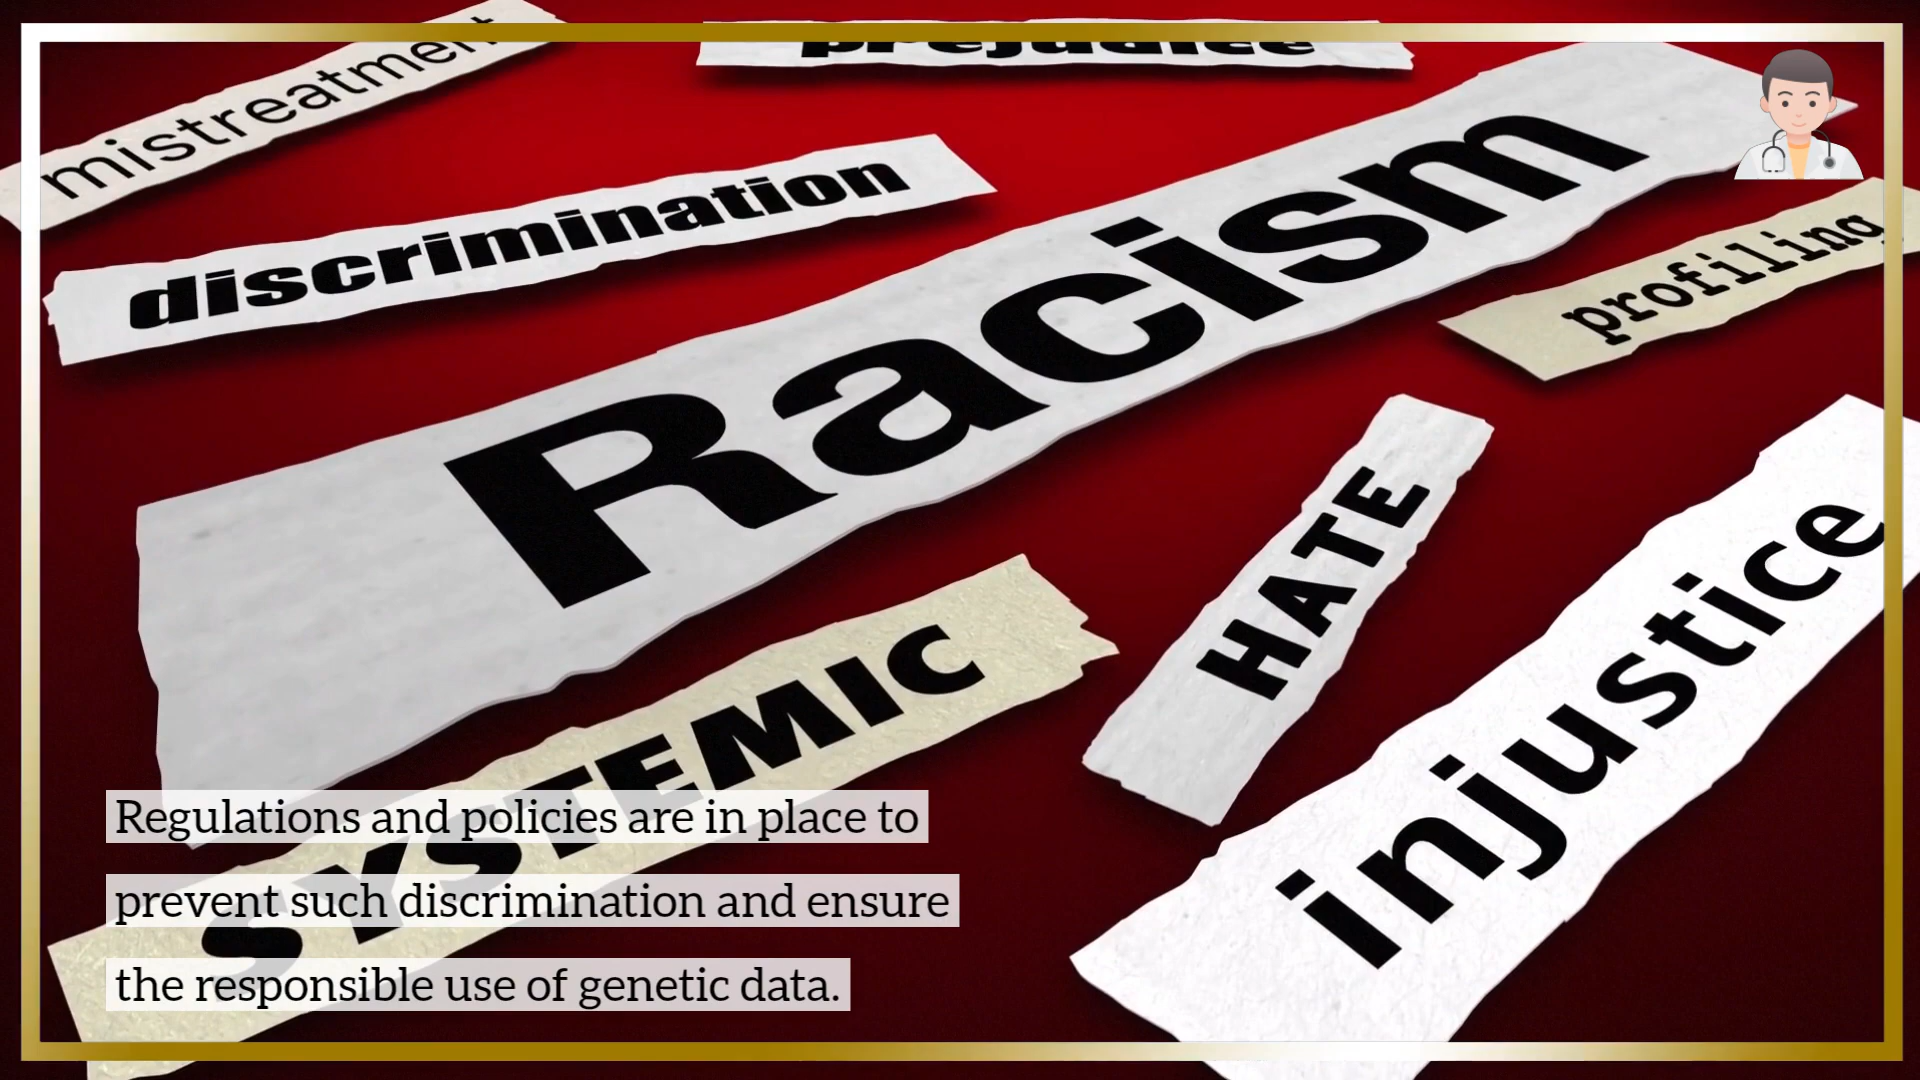 mistreatment
prejudice
discrimination
Racism
profiling
HATE
injustice
SYSTEMIC
Regulations and policies are in place to
prevent such discrimination and ensure
the responsible use of genetic data.